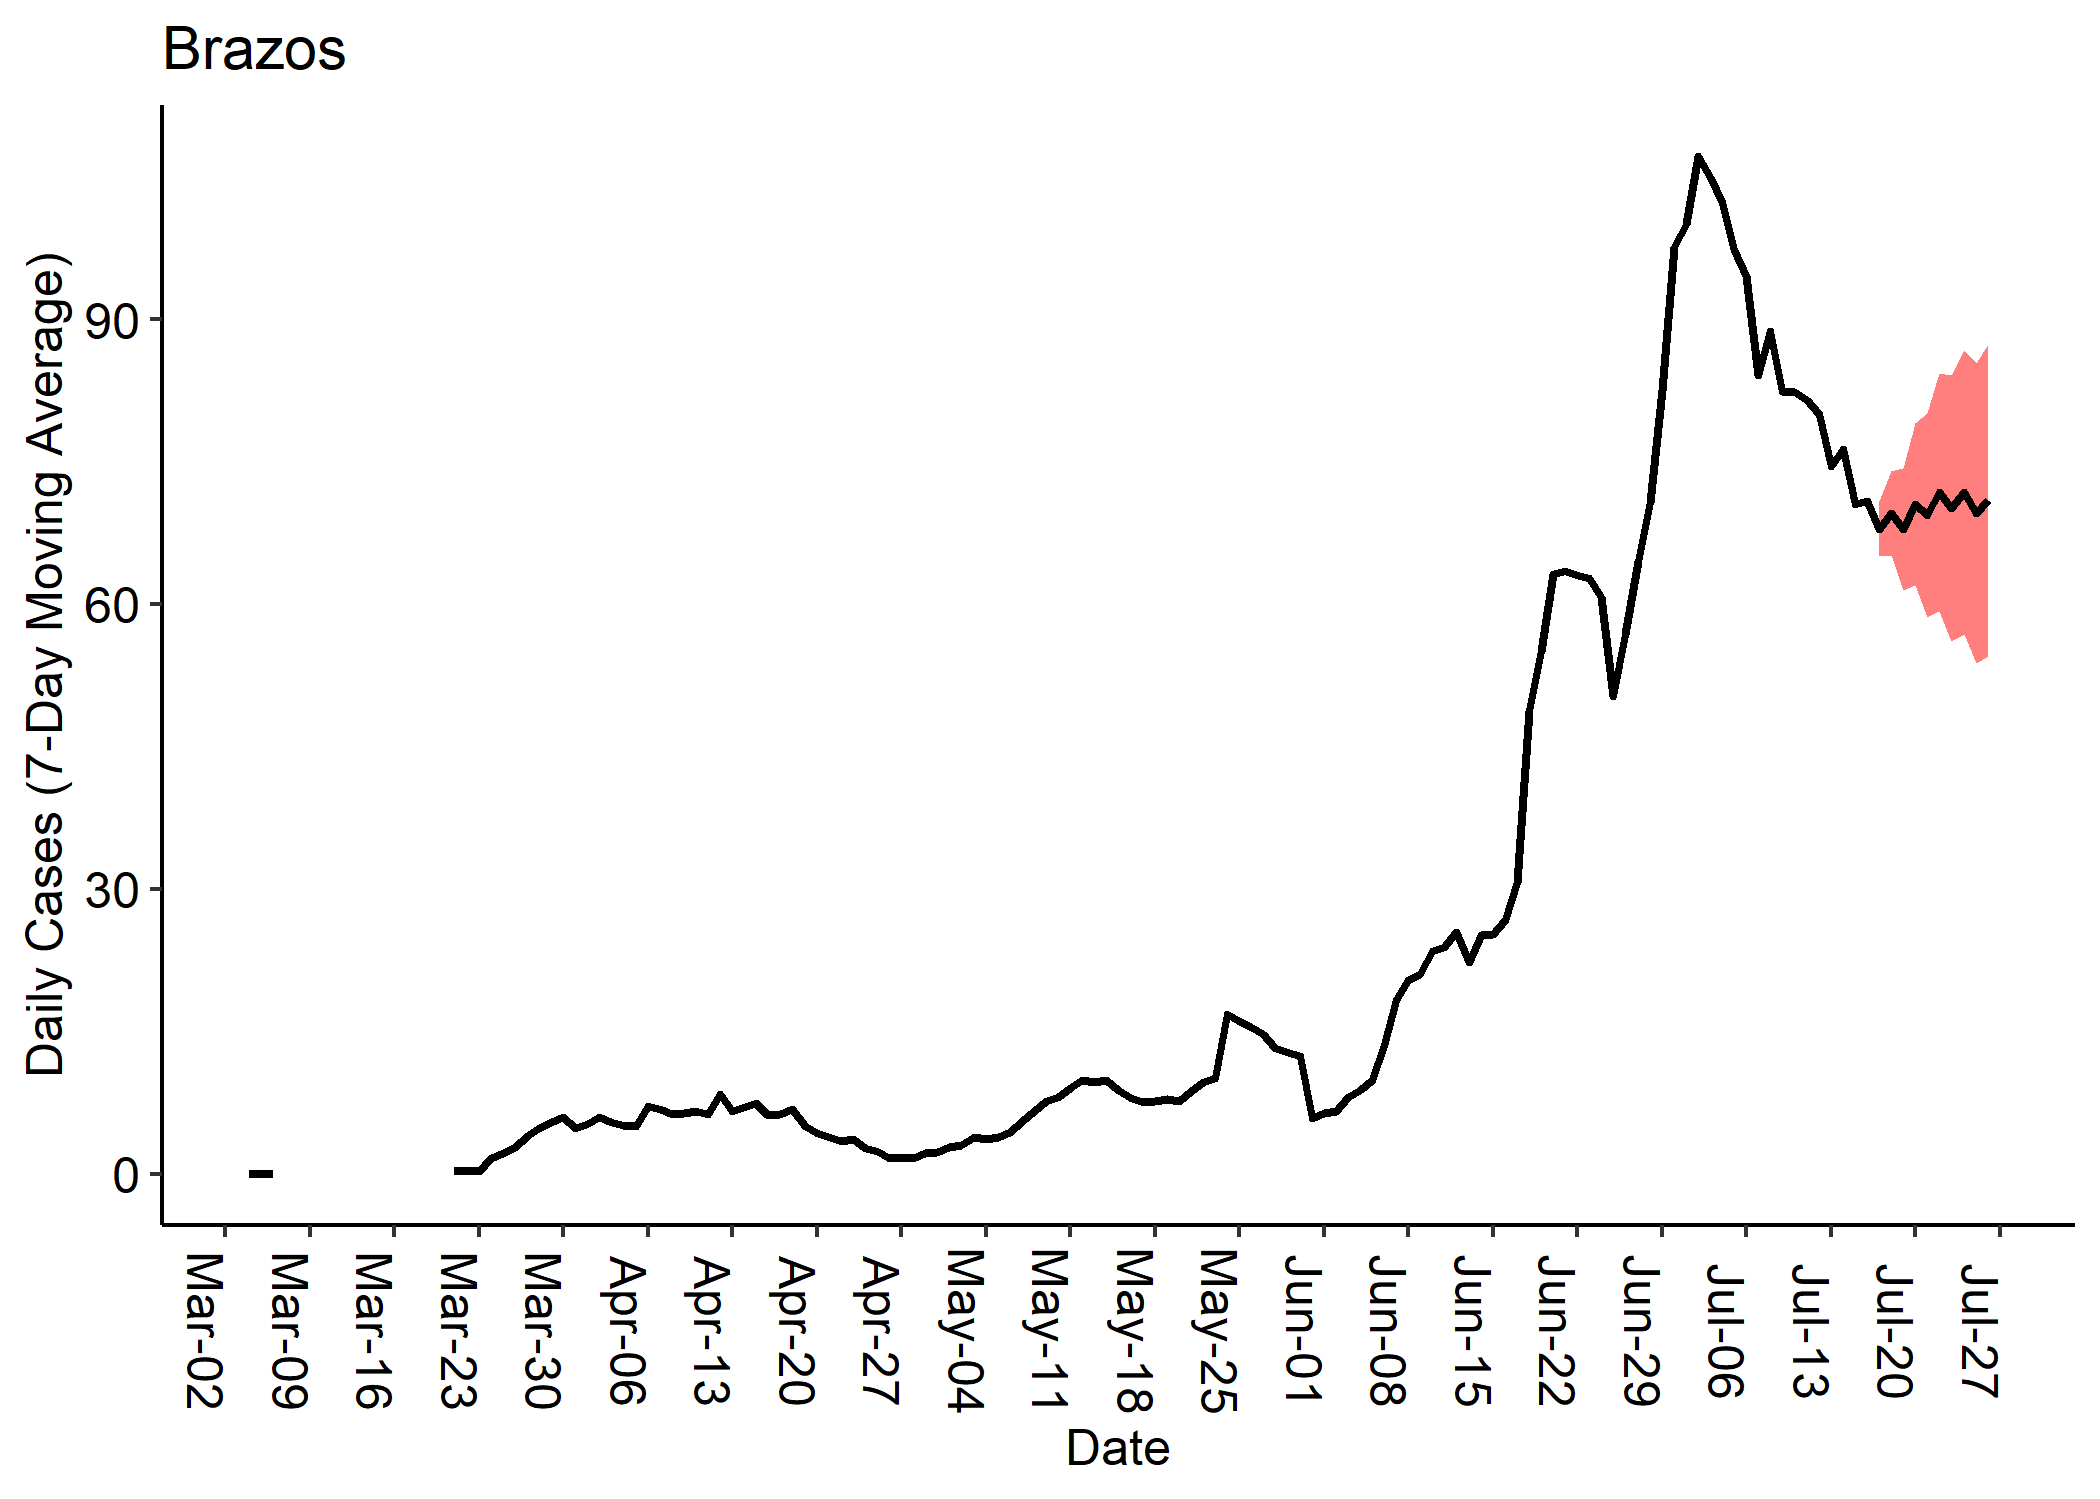 Brazos
Daily Cases (7-Day Moving Average)
90
60
30
0
Mar-02
Mar-09
Mar-16
Mar-23
Mar-30
Apr-06
Apr-13
Apr-20
Apr-27
May-04
May-11
May-18
May-25
Jun-01
Jun-08
Jun-15
Jun-22
Jun-29
Jul-06
Jul-13
Jul-20
Jul-27
Date